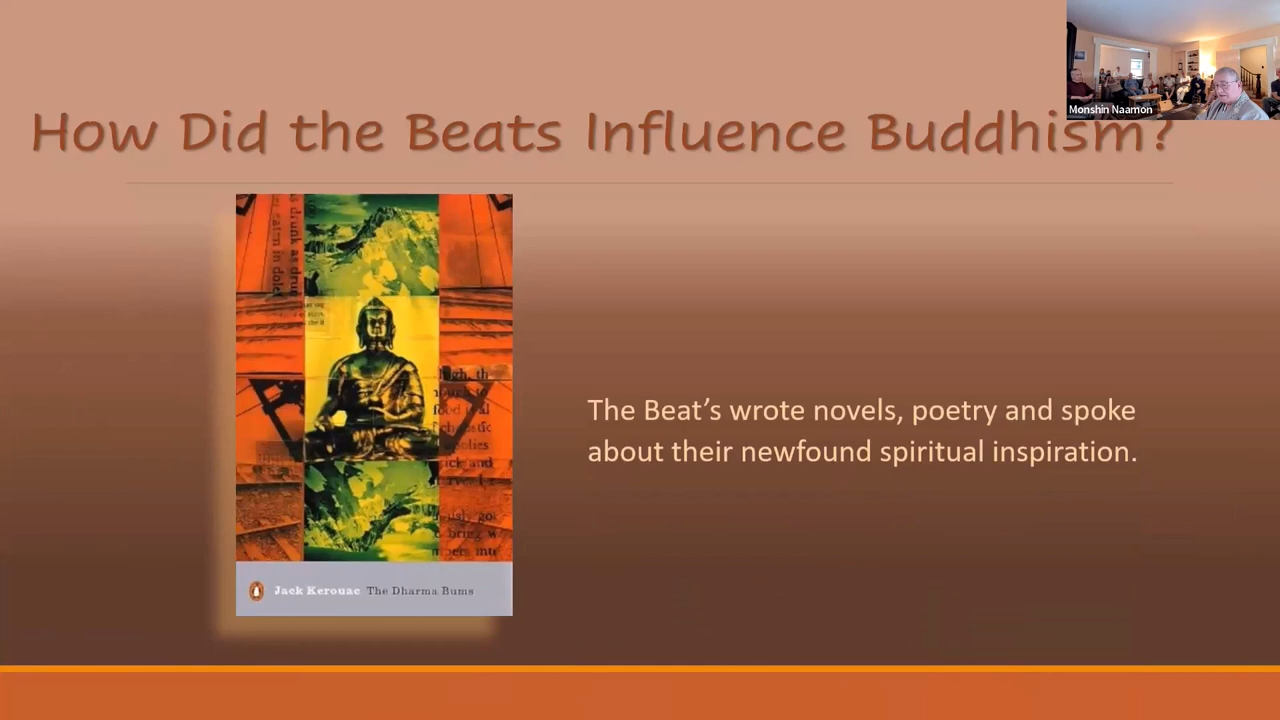 How Did the Beats Influence Buddhism?
Monshin Naamon
The Beat’s wrote novels, poetry and spoke
about their newfound spiritual inspiration.
Jack Kerouac The Dharma Bums